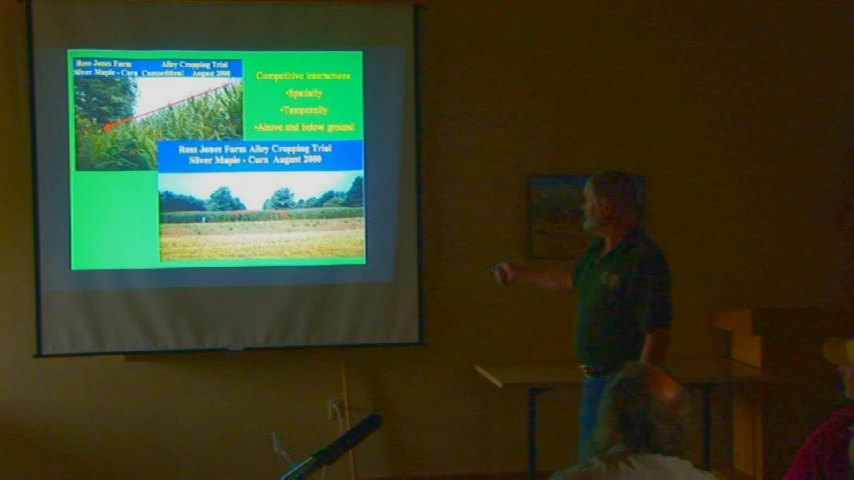 Ross Jones Farm Alley Cropping Trial
Silver Maple - Corn Competition! August 2000
Competitive Interactions
•Spatially
•Temporally
•Above and below ground
Ross Jones Farm Alley Cropping Trial
Silver Maple - Corn August 2000